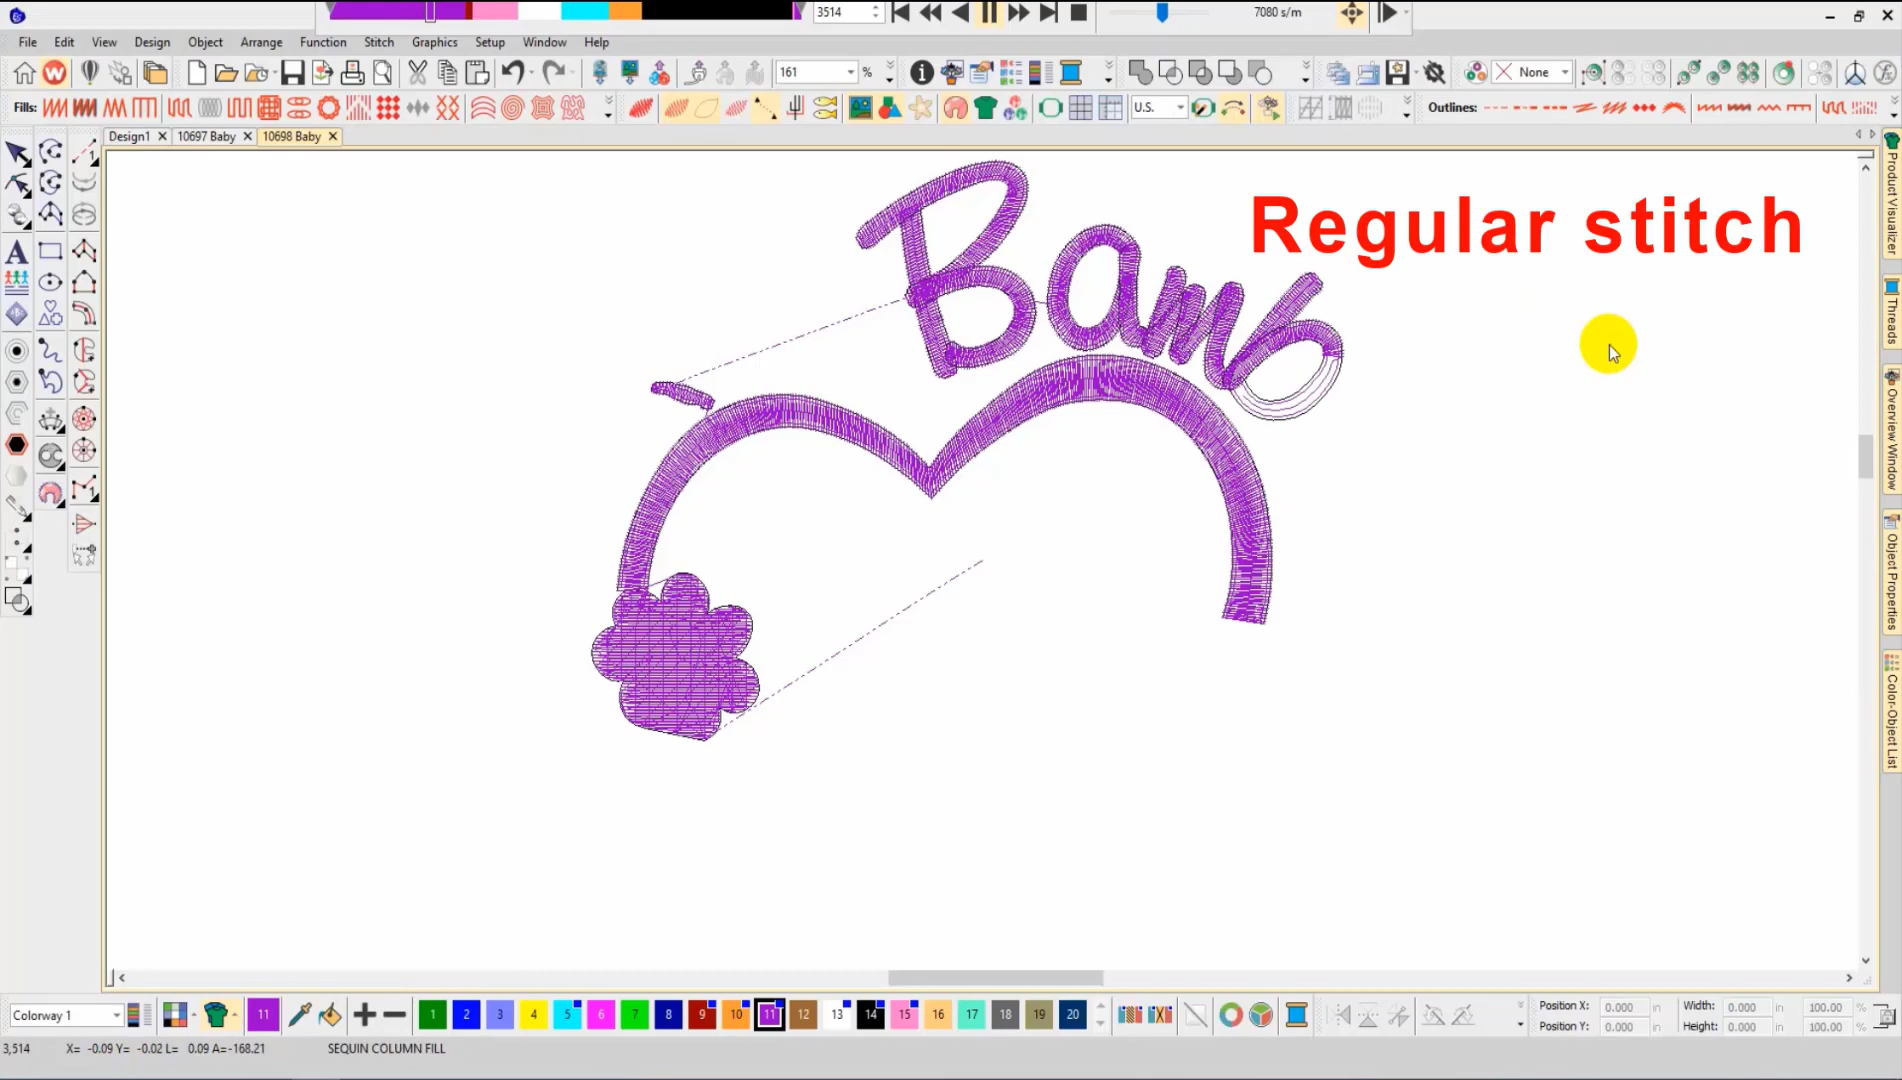 3514
7080 s/m
File Edit View Design Object Arrange Function Stitch Graphics Setup Window Help
161 %
None
Fills:
U.S.
Outlines:
Design1 10697 Baby 10698 Baby
Bamb
Regular stitch
Product Visualizer
Threads
Overview Window
Object Properties
Color-Object List
Colorway 1
11
1 2 3 4 5 6 7 8 9 10 11 12 13 14 15 16 17 18 19 20
Position X: 0.000 in Width: 0.000 in 100.00 %
Position Y: 0.000 in Height: 0.000 in 100.00 %
3,514 X= -0.09 Y= -0.02 L= 0.09 A=-168.21 SEQUIN COLUMN FILL